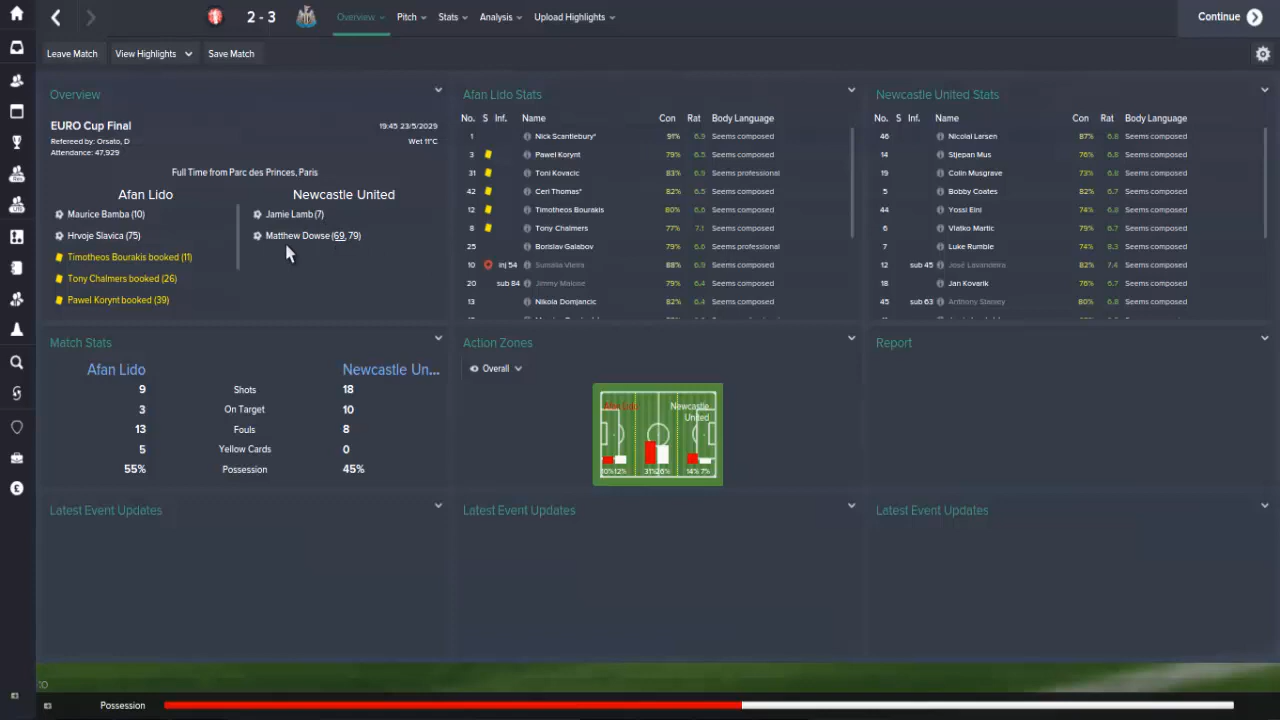 2 - 3
Overview
Pitch
Stats
Analysis
Upload Highlights
Continue
Leave Match
View Highlights
Save Match
Overview
EURO Cup Final
19:45 23/5/2029
Refereed by: Orsato, D
Wet 11°C
Attendance: 47,929
Full Time from Parc des Princes, Paris
Afan Lido
Newcastle United
Maurice Bamba (10)
Jamie Lamb (7)
Hrvoje Slavica (75)
Matthew Dowse (69, 79)
Timotheos Bourakis booked (11)
Tony Chalmers booked (26)
Pawel Korynt booked (39)
Afan Lido Stats
No. S Inf. Name Con Rat Body Language
1 Nick Scantlebury* 91% 6.9 Seems composed
3 Pawel Korynt 79% 6.5 Seems composed
31 Toni Kovacic 83% 6.9 Seems professional
42 Ceri Thomas* 82% 6.5 Seems composed
12 Timotheos Bourakis 80% 6.6 Seems composed
8 Tony Chalmers 77% 7.1 Seems composed
25 Borislav Galabov 79% 6.6 Seems professional
10 inj 54 Sumaila Vieira 88% 6.9 Seems composed
20 sub 84 Jimmy Malone 79% 6.4 Seems composed
13 Nikola Domjancic 82% 6.4 Seems composed
Newcastle United Stats
No. S Inf. Name Con Rat Body Language
46 Nicolai Larsen 87% 6.8 Seems composed
14 Stjepan Mus 76% 6.8 Seems composed
19 Colin Musgrave 73% 6.8 Seems composed
5 Bobby Coates 82% 6.7 Seems composed
44 Yossi Eini 74% 6.8 Seems composed
6 Vlatko Martic 79% 6.7 Seems composed
7 Luke Rumble 74% 8.3 Seems composed
12 sub 45 José Lavandeira 82% 7.4 Seems composed
18 Jan Kovarik 76% 6.7 Seems composed
45 sub 63 Anthony Stansey 80% 6.8 Seems composed
Match Stats
Afan Lido Newcastle Un...
9 Shots 18
3 On Target 10
13 Fouls 8
5 Yellow Cards 0
55% Possession 45%
Action Zones
Overall
Afan Lido
Newcastle
United
10% 12% 31% 26% 14% 7%
Report
Latest Event Updates
Latest Event Updates
Latest Event Updates
Possession